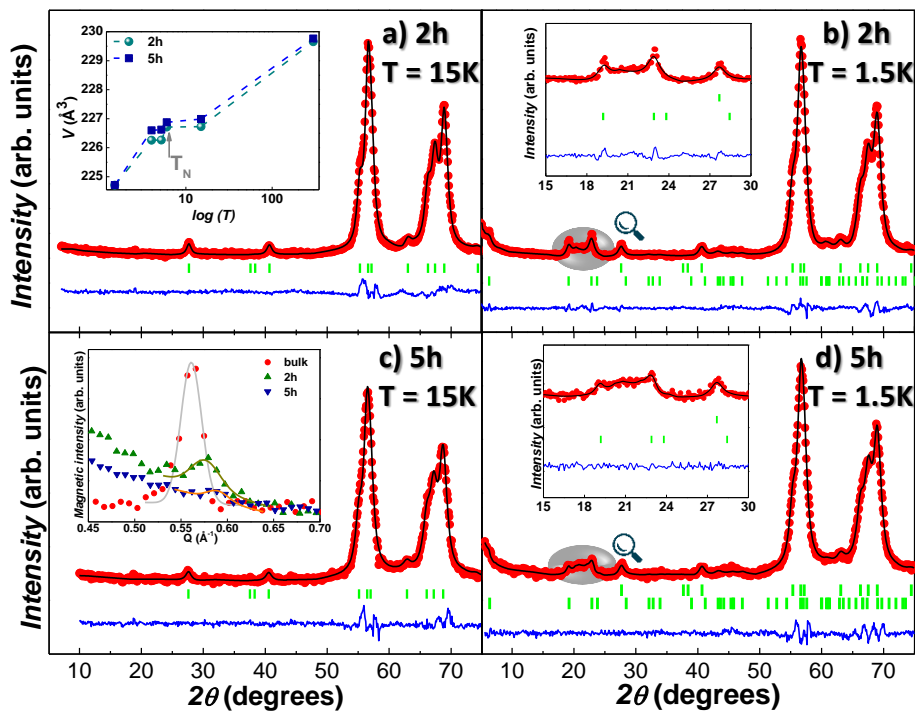 Intensity (arb. units)
230
229
228
227
226
225
V (Å³)
2h
5h
T N
10
100
log (T)
a) 2h
T = 15K
Intensity (arb. units)
15 18 21 24 27 30
b) 2h
T = 1.5K
Intensity (arb. units)
Magnetic intensity (arb. units)
bulk
2h
5h
0.45 0.50 0.55 0.60 0.65 0.70
Q (Å⁻¹)
c) 5h
T = 15K
10 20 30 40 50 60 70
2θ (degrees)
Intensity (arb. units)
15 18 21 24 27 30
d) 5h
T = 1.5K
10 20 30 40 50 60 70
2θ (degrees)